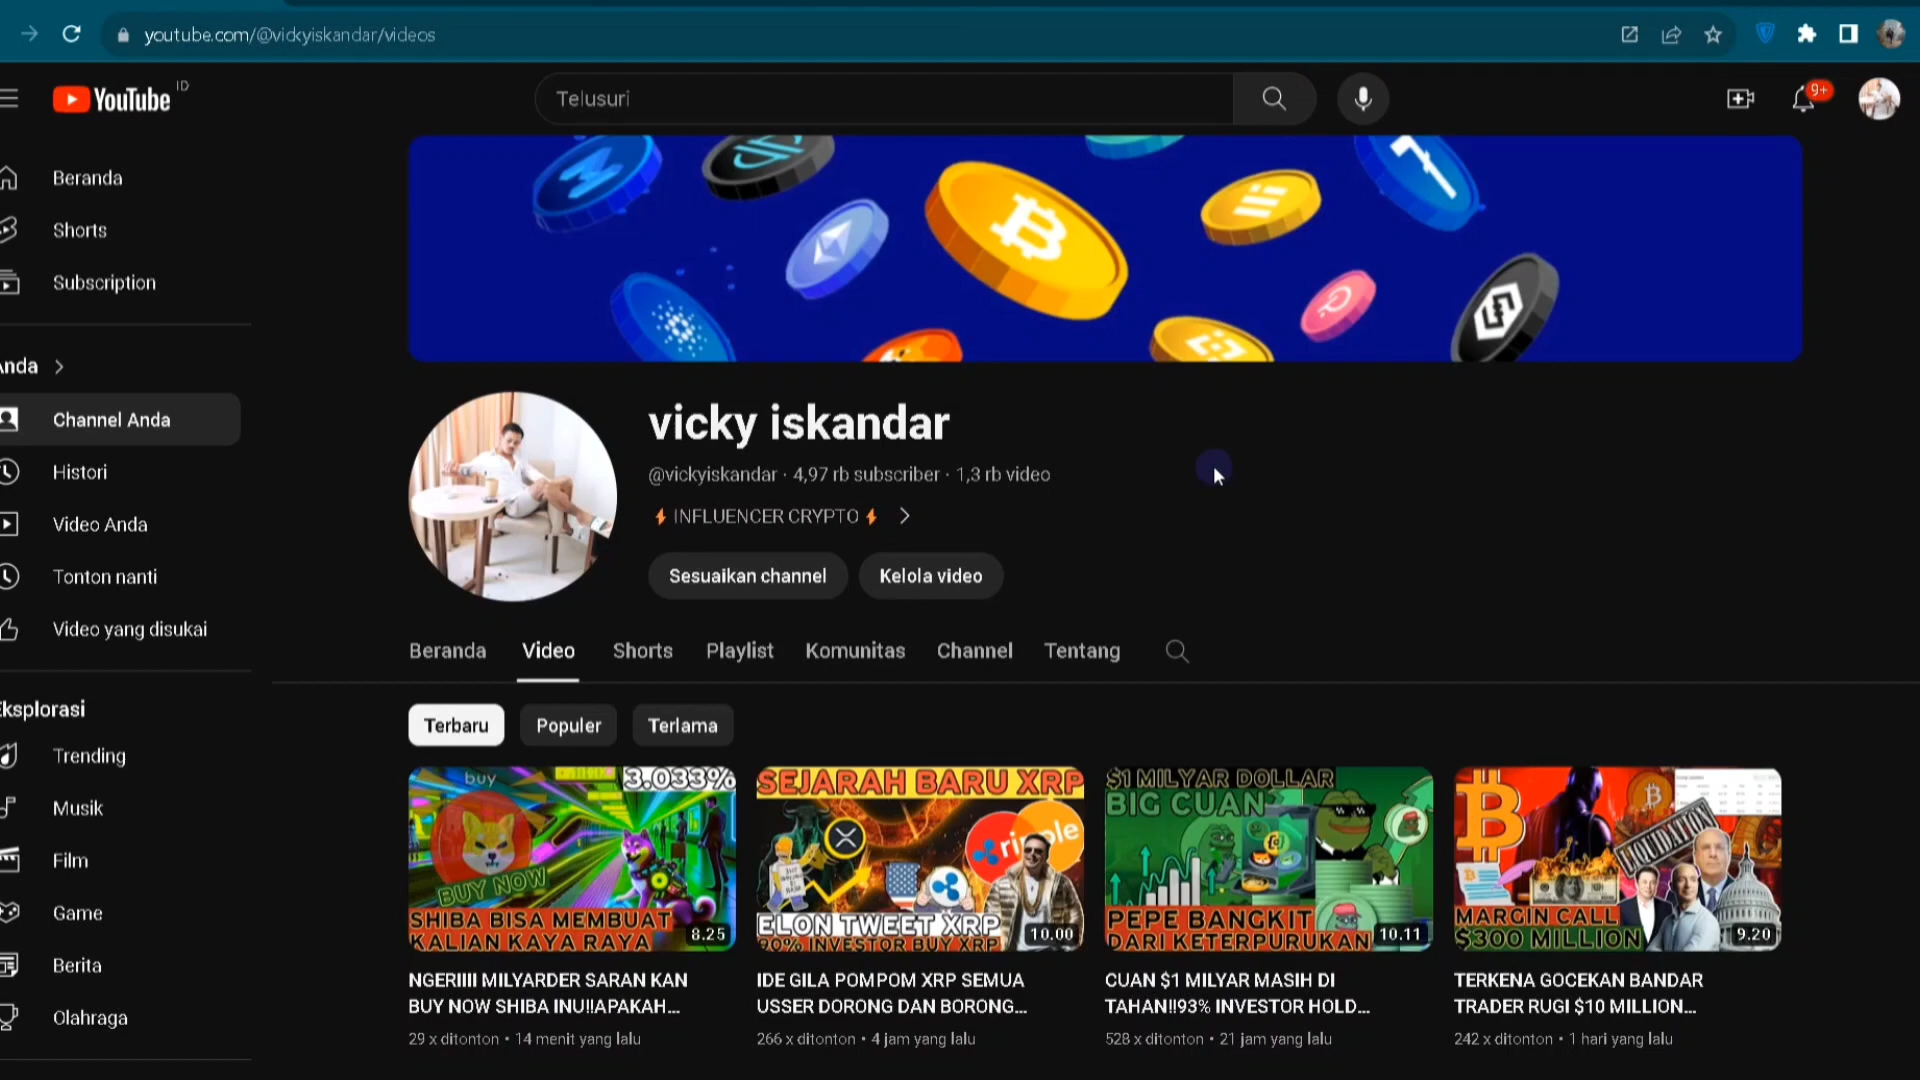 youtube.com/@vickyiskandar/videos
YouTube ID
Telusuri
9+
Beranda
Shorts
Subscription
Anda
Channel Anda
Histori
Video Anda
Tonton nanti
Video yang disukai
Eksplorasi
Trending
Musik
Film
Game
Berita
Olahraga
vicky iskandar
@vickyiskandar · 4,97 rb subscriber · 1,3 rb video
⚡INFLUENCER CRYPTO⚡
Sesuaikan channel
Kelola video
Beranda Video Shorts Playlist Komunitas Channel Tentang
Terbaru Populer Terlama
buy
3.033%
BUY NOW
SHIBA BISA MEMBUAT
KALIAN KAYA RAYA
8.25
NGERIIII MILYARDER SARAN KAN
BUY NOW SHIBA INU!!APAKAH...
29 x ditonton • 14 menit yang lalu
SEJARAH BARU XRP
ripple
ELON TWEET XRP
90% INVESTOR BUY XRP
10.00
IDE GILA POMPOM XRP SEMUA
USSER DORONG DAN BORONG...
266 x ditonton • 4 jam yang lalu
$1 MILYAR DOLLAR
BIG CUAN
PEPE BANGKIT
DARI KETERPURUKAN
10.11
CUAN $1 MILYAR MASIH DI
TAHAN!!93% INVESTOR HOLD...
528 x ditonton • 21 jam yang lalu
LIQUIDATION
MARGIN CALL
$300 MILLION
9.20
TERKENA GOCEKAN BANDAR
TRADER RUGI $10 MILLION...
242 x ditonton • 1 hari yang lalu